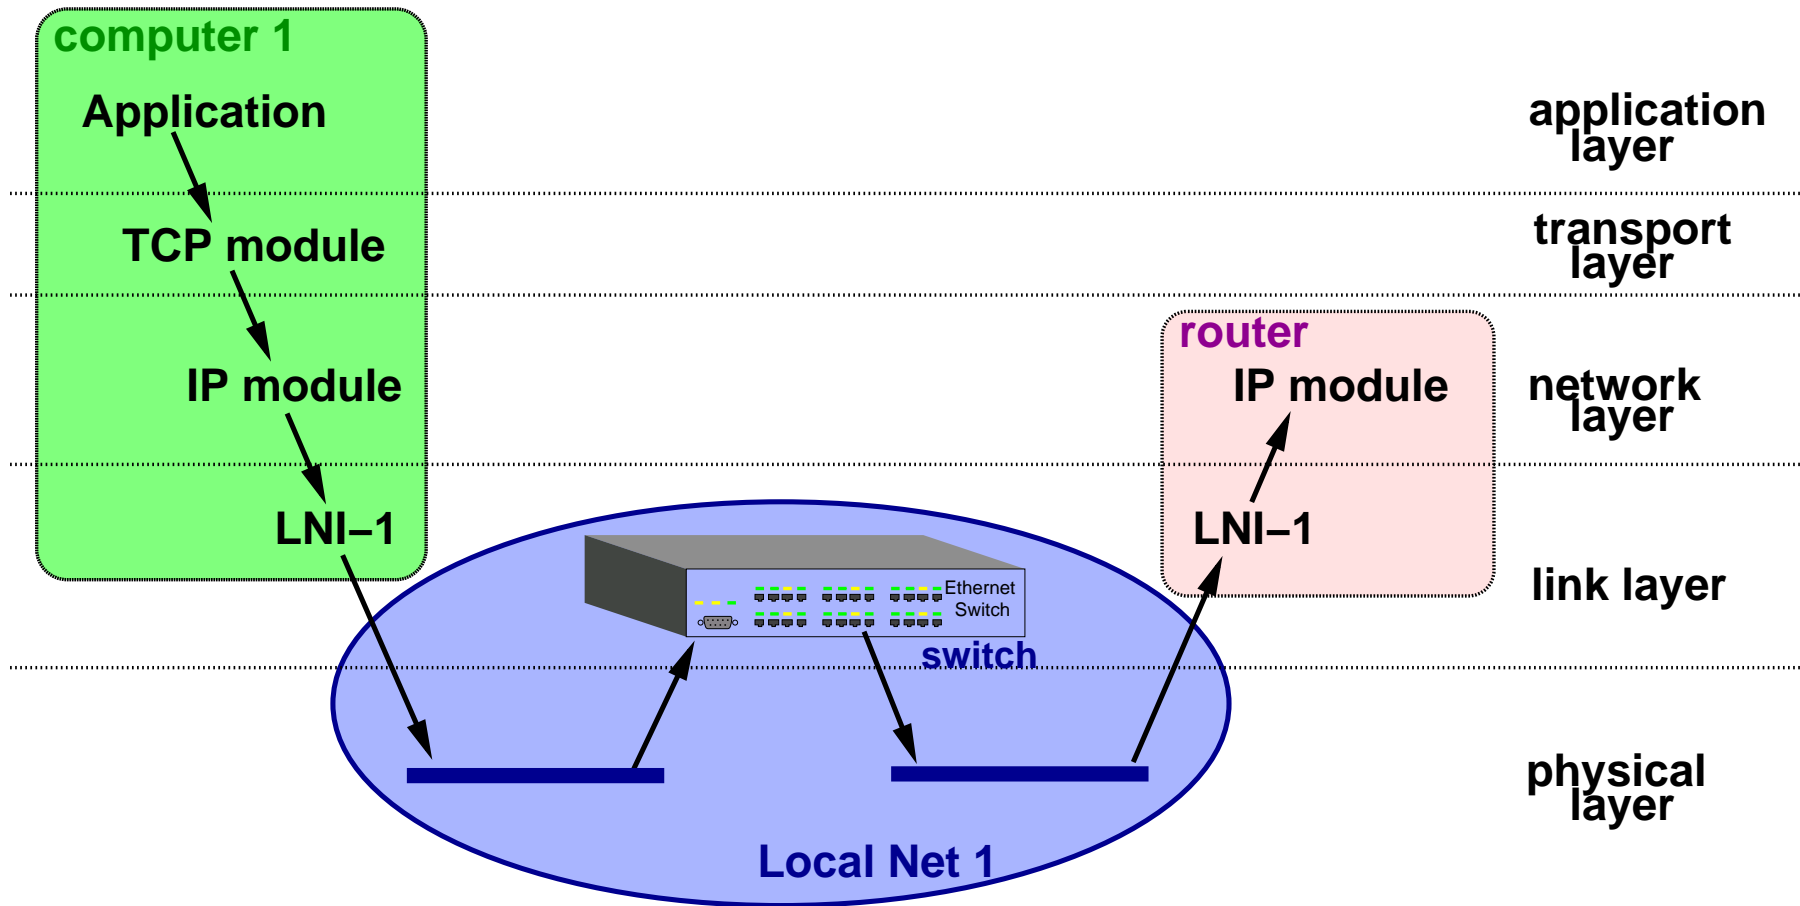 computer 1
Application
application
layer
TCP module
transport
layer
router
IP module
IP module
network
layer
LNI–1
LNI–1
Ethernet
Switch
link layer
switch
physical
layer
Local Net 1